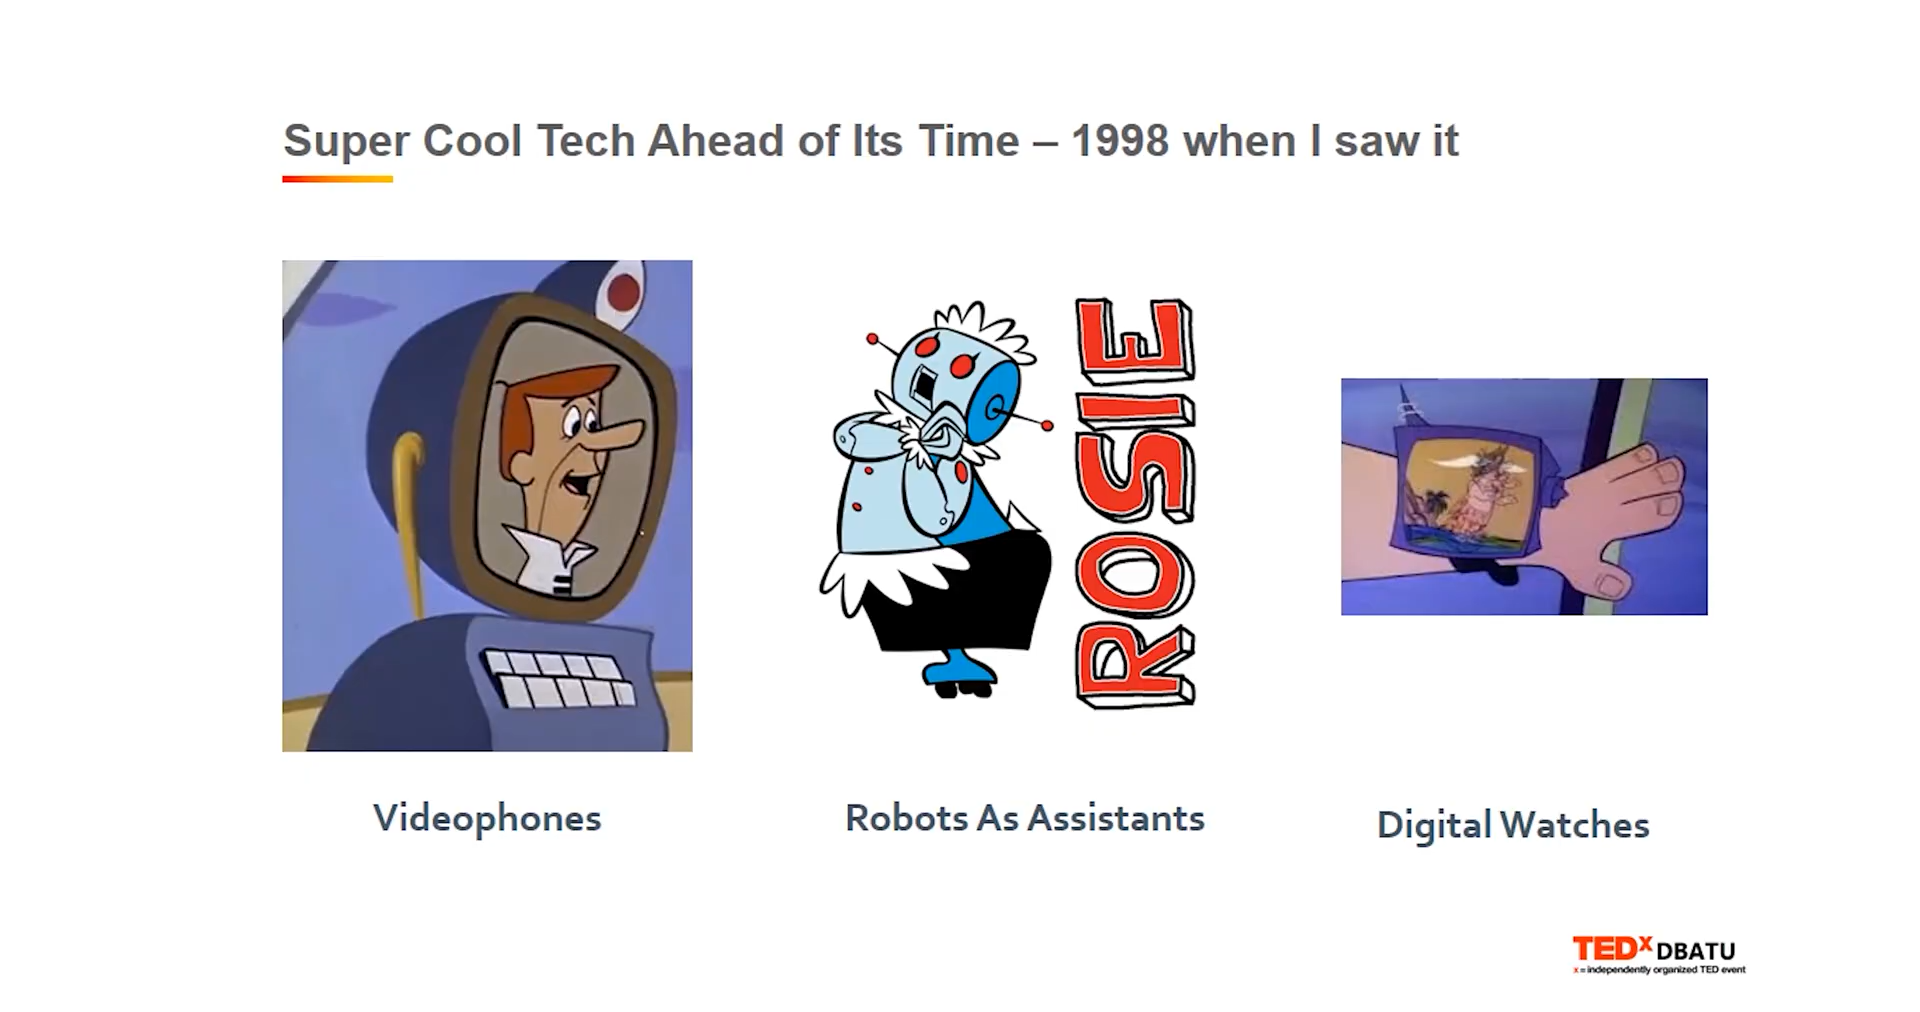 Super Cool Tech Ahead of Its Time – 1998 when I saw it
ROSIE
Videophones
Robots As Assistants
Digital Watches
TEDx DBATU
x = independently organized TED event